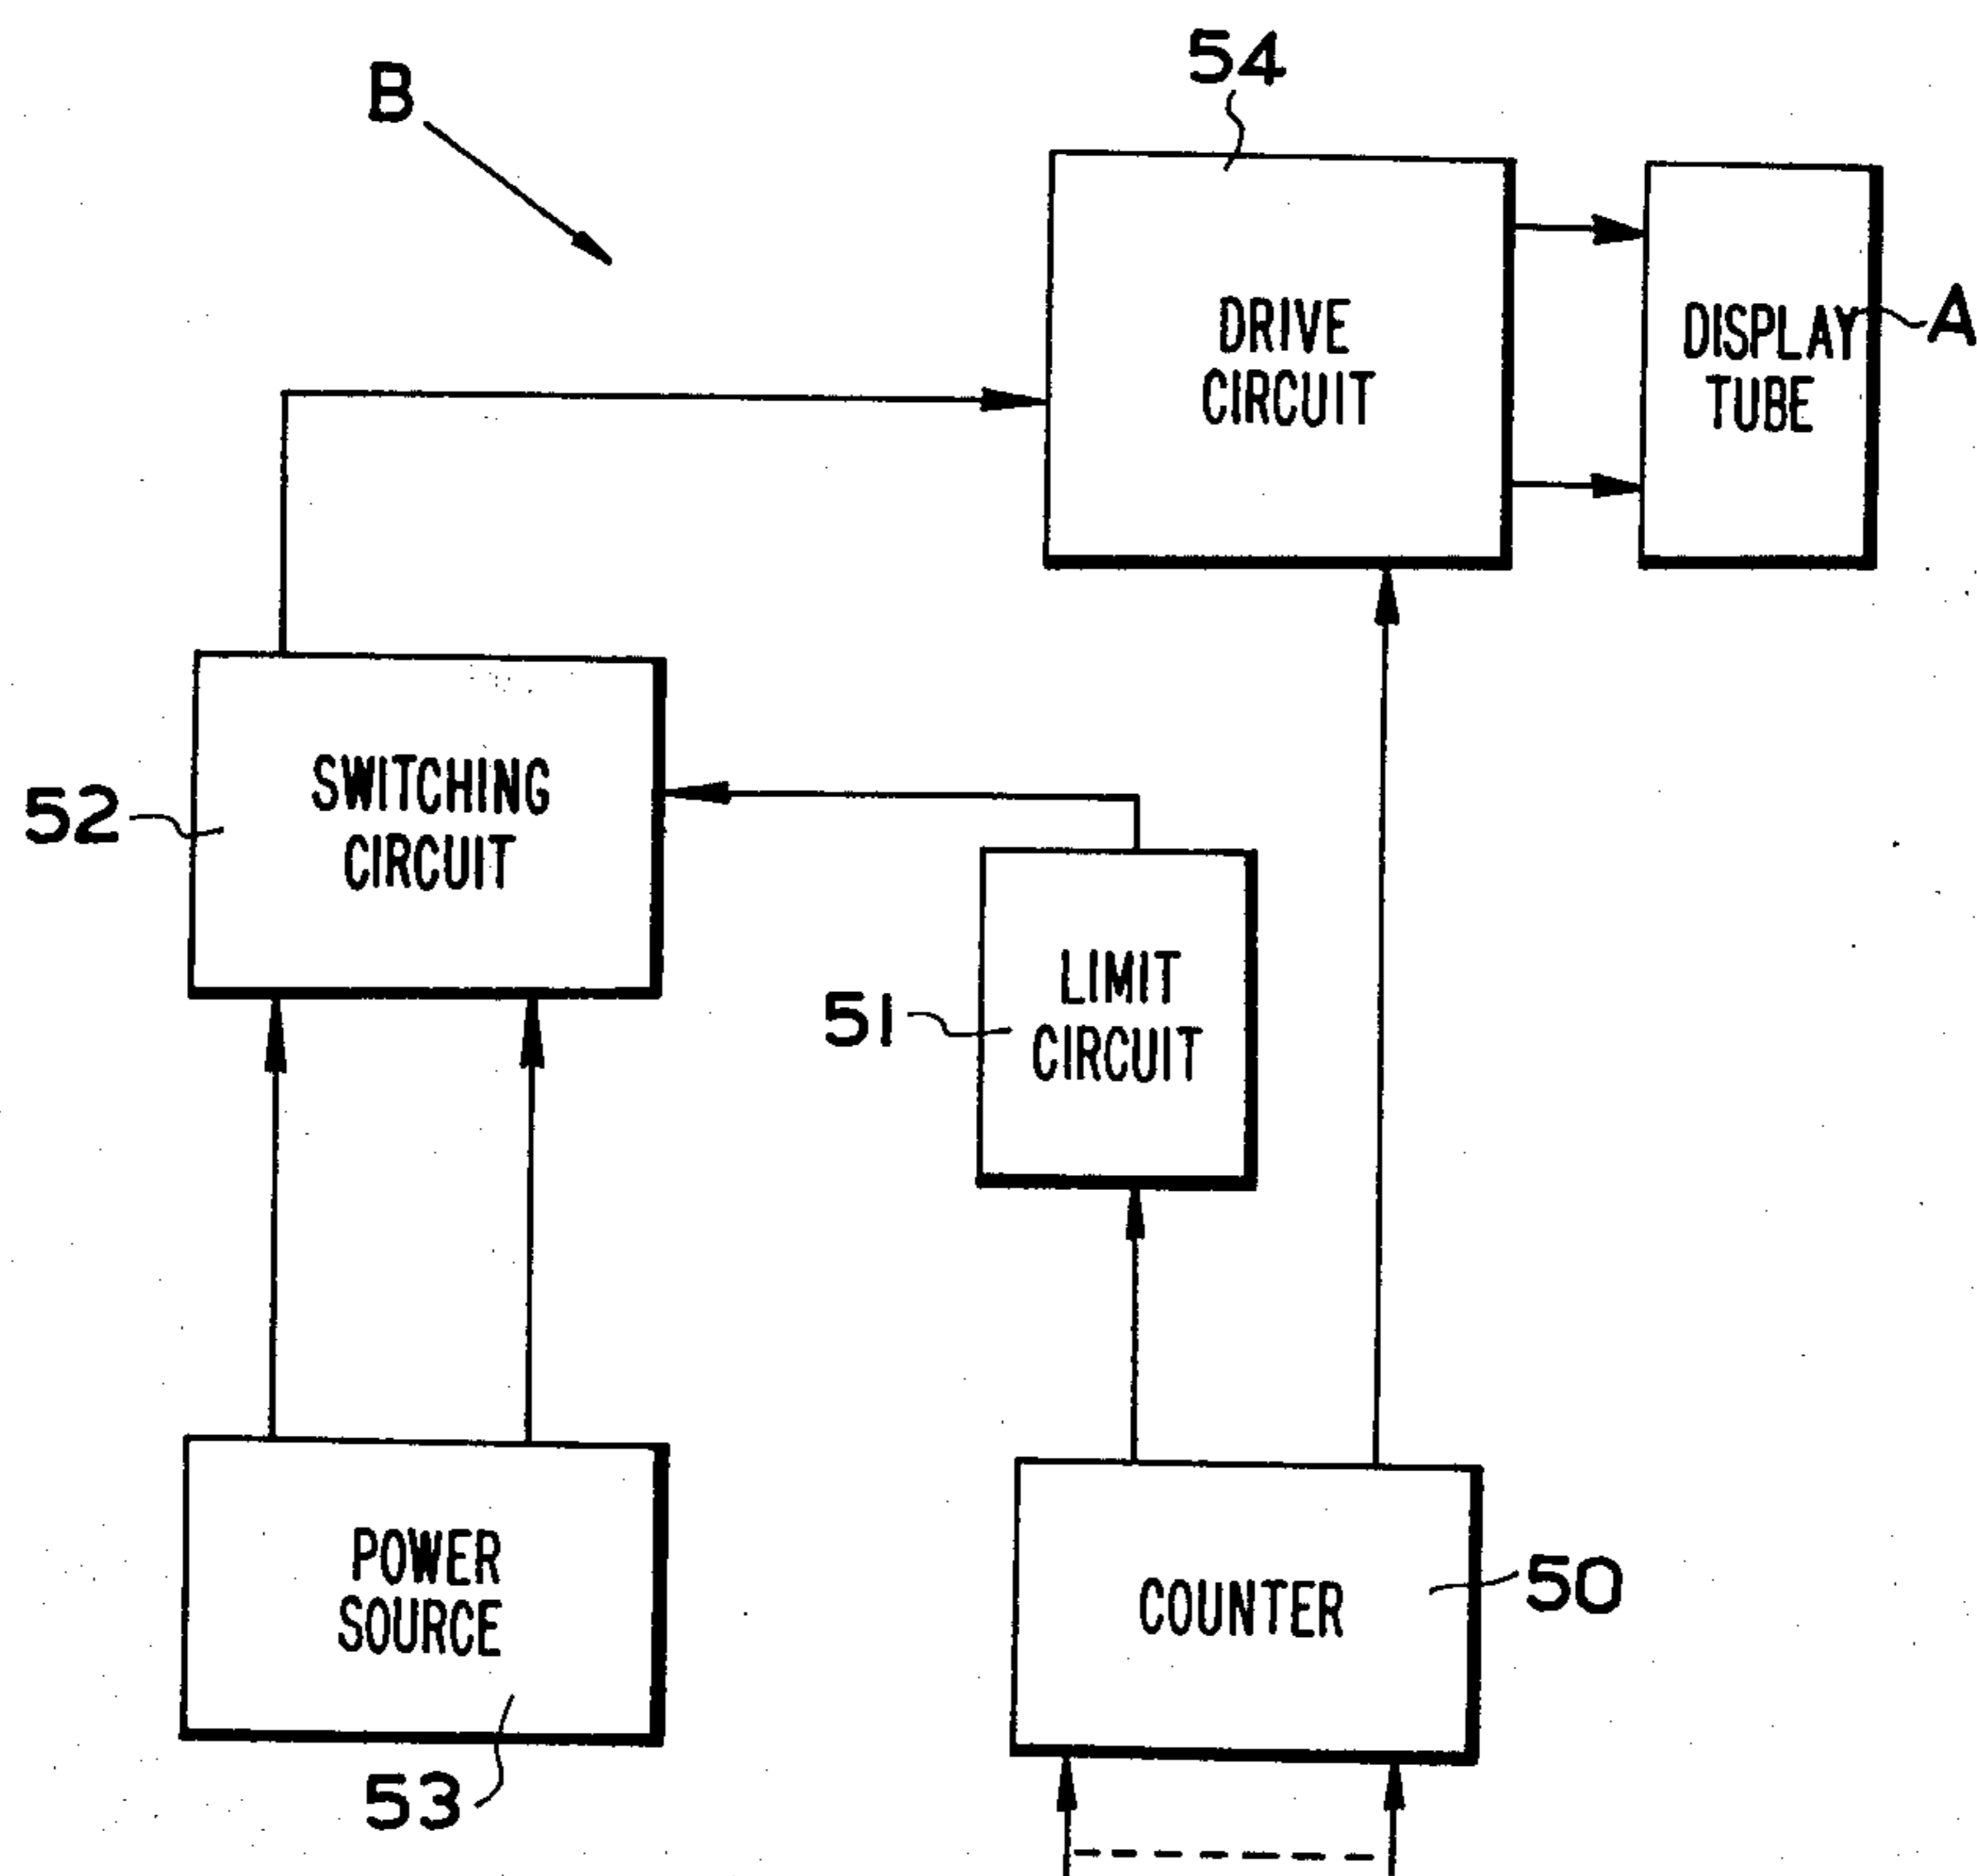 54
B
DRIVE
CIRCUIT
DISPLAY
TUBE
A
SWITCHING
CIRCUIT
52
LIMIT
CIRCUIT
51
POWER
SOURCE
53
COUNTER
50